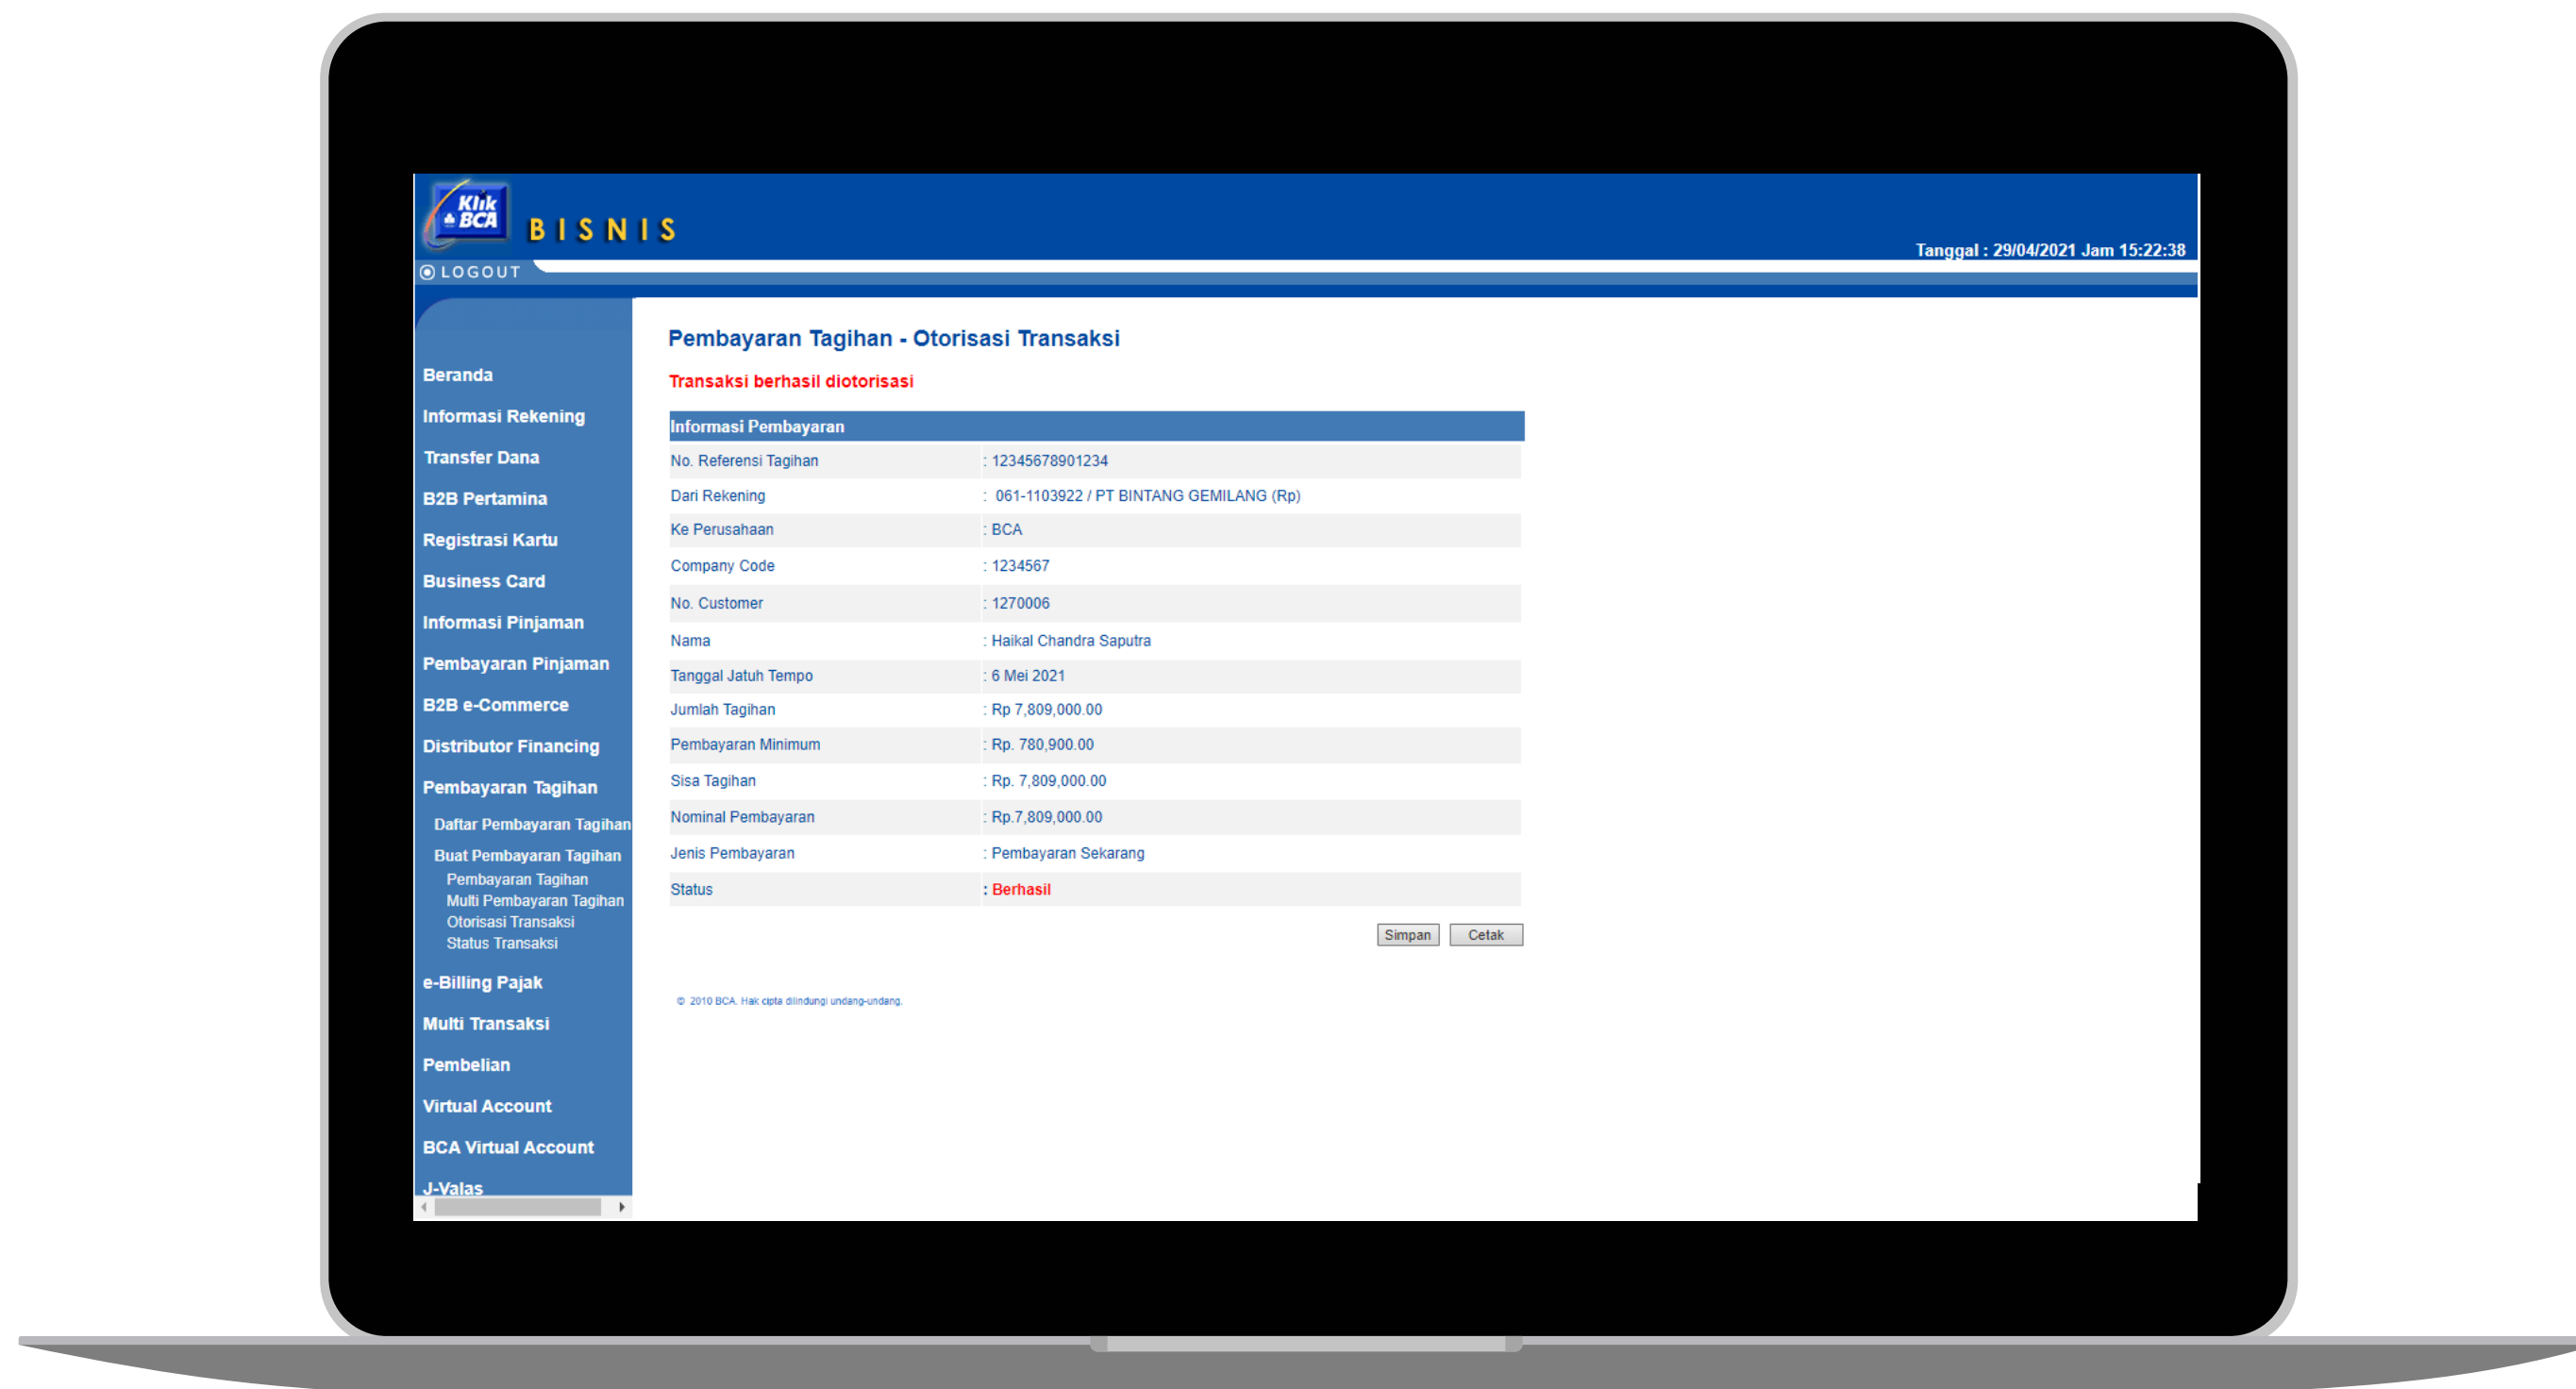 Klik
BCA
BISNIS
Tanggal : 29/04/2021 Jam 15:22:38
LOGOUT
Beranda
Informasi Rekening
Transfer Dana
B2B Pertamina
Registrasi Kartu
Business Card
Informasi Pinjaman
Pembayaran Pinjaman
B2B e-Commerce
Distributor Financing
Pembayaran Tagihan
Daftar Pembayaran Tagihan
Buat Pembayaran Tagihan
Pembayaran Tagihan
Multi Pembayaran Tagihan
Otorisasi Transaksi
Status Transaksi
e-Billing Pajak
Multi Transaksi
Pembelian
Virtual Account
BCA Virtual Account
J-Valas
Pembayaran Tagihan - Otorisasi Transaksi
Transaksi berhasil diotorisasi
Informasi Pembayaran
No. Referensi Tagihan : 12345678901234
Dari Rekening : 061-1103922 / PT BINTANG GEMILANG (Rp)
Ke Perusahaan : BCA
Company Code : 1234567
No. Customer : 1270006
Nama : Haikal Chandra Saputra
Tanggal Jatuh Tempo : 6 Mei 2021
Jumlah Tagihan : Rp 7,809,000.00
Pembayaran Minimum : Rp. 780,900.00
Sisa Tagihan : Rp. 7,809,000.00
Nominal Pembayaran : Rp.7,809,000.00
Jenis Pembayaran : Pembayaran Sekarang
Status : Berhasil
Simpan Cetak
© 2010 BCA. Hak cipta dilindungi undang-undang.